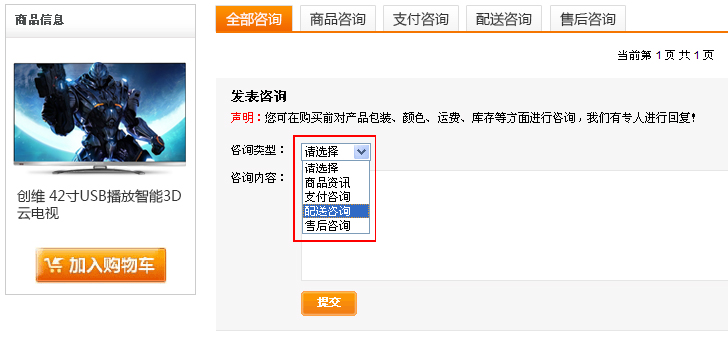 商品信息
创维 42寸USB播放智能3D
云电视
加入购物车
全部咨询 商品咨询 支付咨询 配送咨询 售后咨询
当前第 1 页 共 1 页
发表咨询
声明：您可在购买前对产品包装、颜色、运费、库存等方面进行咨询，我们有专人进行回复！
咨询类型： 请选择
请选择
商品资讯
支付咨询
配送咨询
售后咨询
咨询内容：
提交